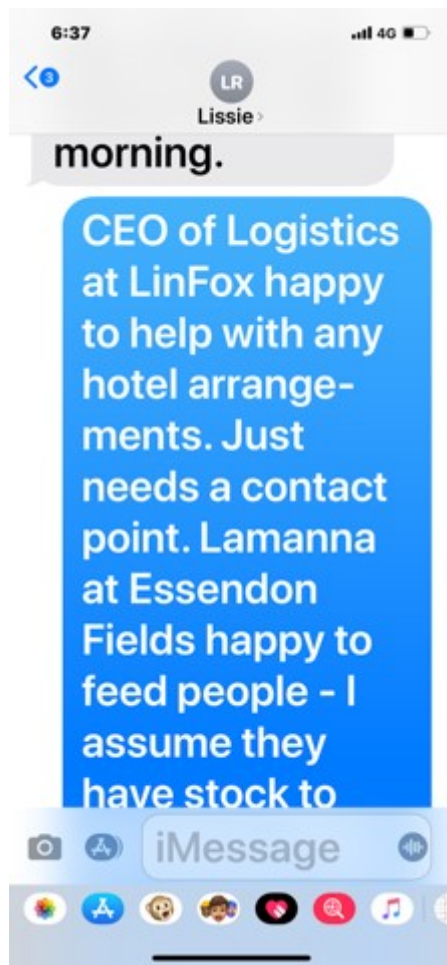 6:37
4G
3
LR
Lissie
morning.
CEO of Logistics
at LinFox happy
to help with any
hotel arrange-
ments. Just
needs a contact
point. Lamanna
at Essendon
Fields happy to
feed people - I
assume they
have stock to
iMessage